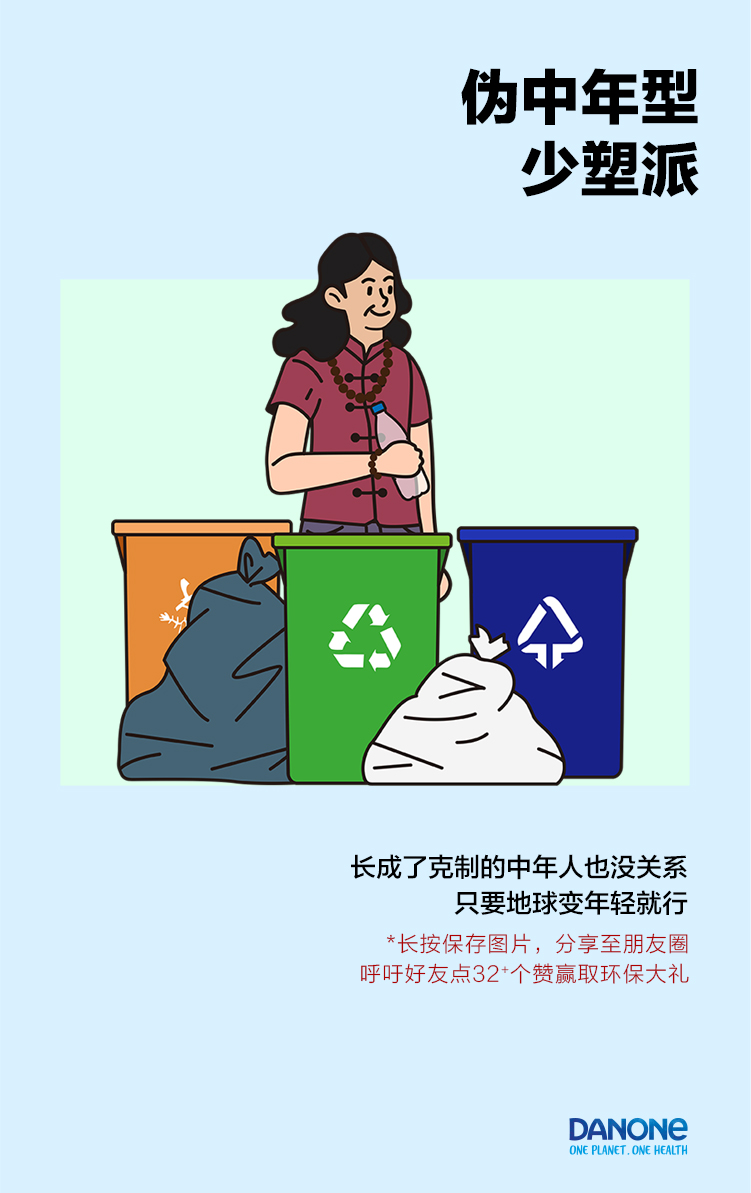 伪中年型
少塑派
长成了克制的中年人也没关系
只要地球变年轻就行
*长按保存图片，分享至朋友圈
呼吁好友点32⁺个赞赢取环保大礼
DANONE
ONE PLANET. ONE HEALTH